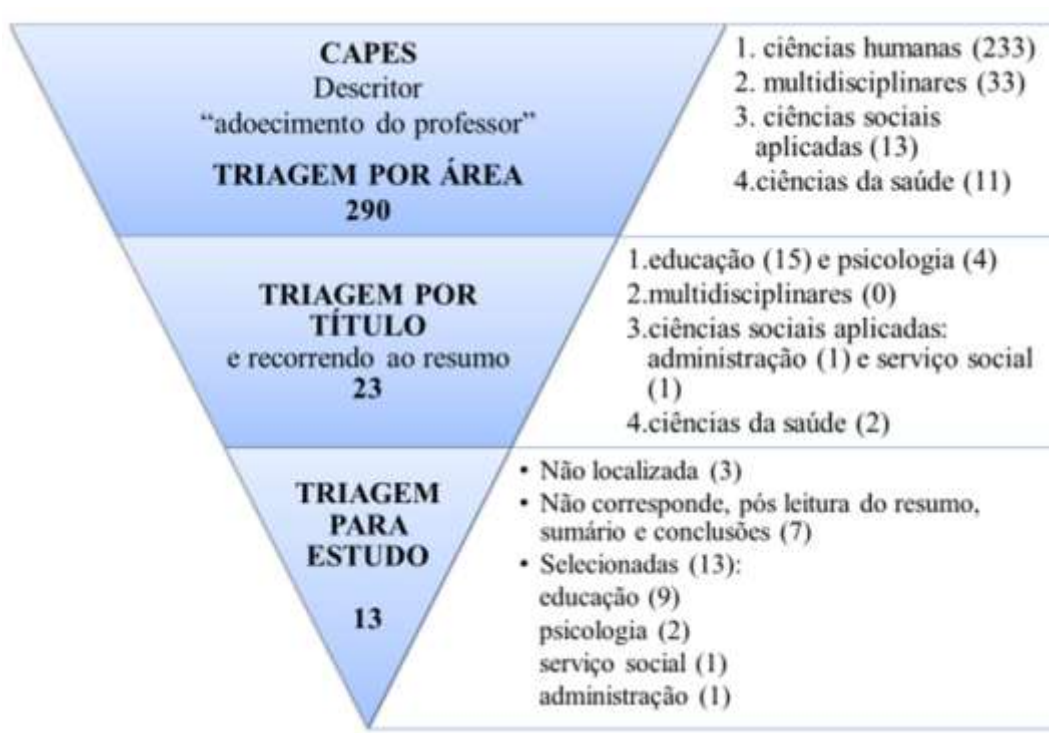 CAPES
Descritor
“adoecimento do professor”
TRIAGEM POR ÁREA
290
1. ciências humanas (233)
2. multidisciplinares (33)
3. ciências sociais
aplicadas (13)
4.ciências da saúde (11)
TRIAGEM POR
TÍTULO
e recorrendo ao resumo
23
1.educação (15) e psicologia (4)
2.multidisciplinares (0)
3.ciências sociais aplicadas:
administração (1) e serviço social
(1)
4.ciências da saúde (2)
TRIAGEM
PARA
ESTUDO
13
• Não localizada (3)
• Não corresponde, pós leitura do resumo,
sumário e conclusões (7)
• Selecionadas (13):
educação (9)
psicologia (2)
serviço social (1)
administração (1)